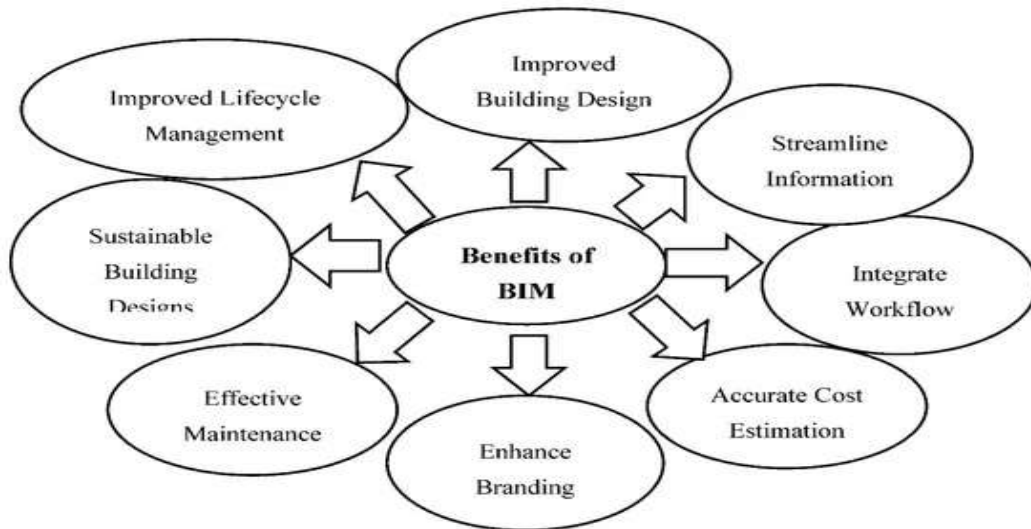 Improved
Building Design
Improved Lifecycle
Management
Streamline
Information
Sustainable
Building
Designs
Benefits of
BIM
Integrate
Workflow
Effective
Maintenance
Accurate Cost
Estimation
Enhance
Branding